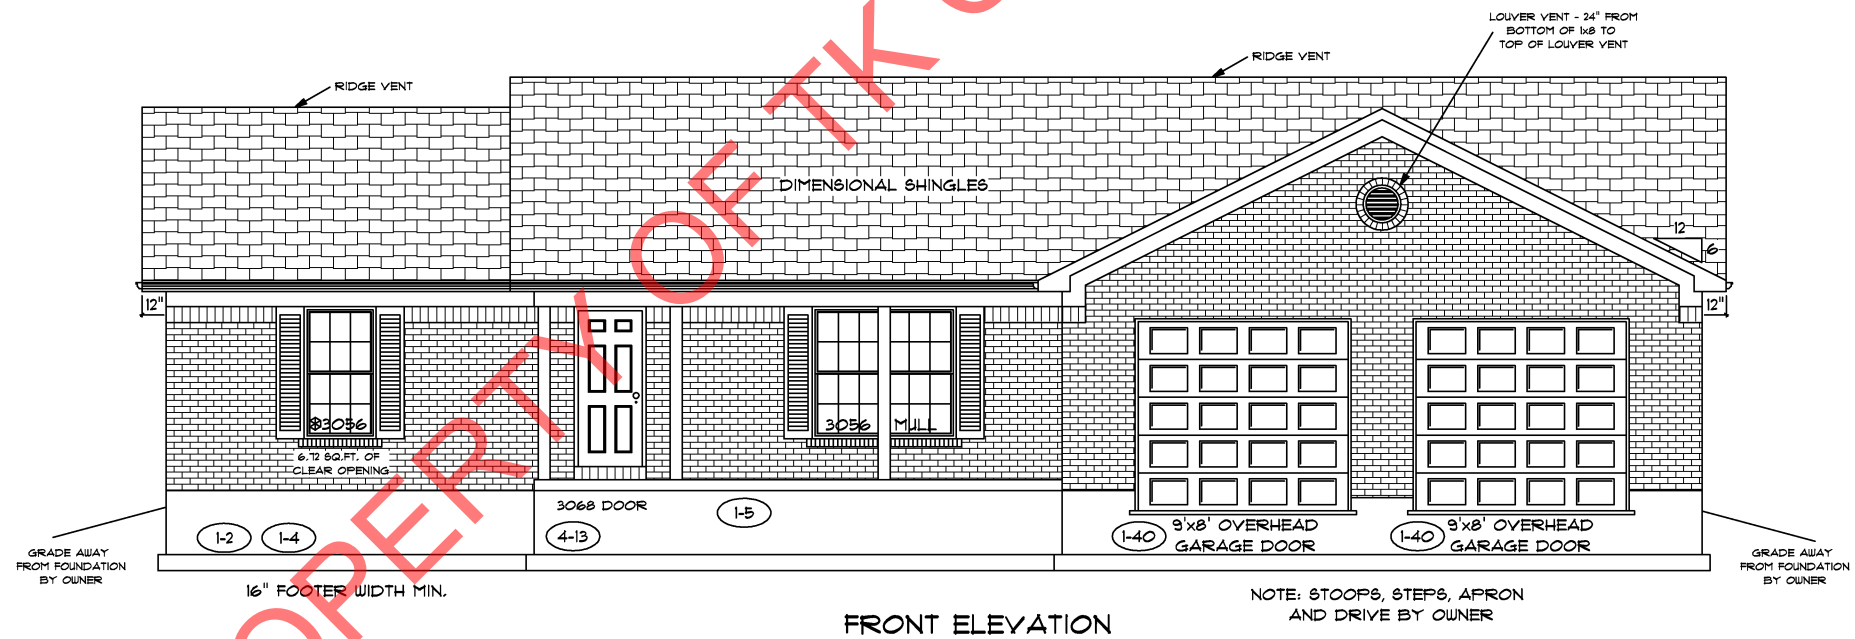 LOUVER VENT - 24" FROM
BOTTOM OF 1x8 TO
TOP OF LOUVER VENT
RIDGE VENT
RIDGE VENT
DIMENSIONAL SHINGLES
12
6
12"
12"
3056
6.72 SQ.FT. OF
CLEAR OPENING
3056 MULL
3068 DOOR
1-2
1-4
4-13
1-5
1-40
9'x8' OVERHEAD
GARAGE DOOR
1-40
9'x8' OVERHEAD
GARAGE DOOR
GRADE AWAY
FROM FOUNDATION
BY OWNER
GRADE AWAY
FROM FOUNDATION
BY OWNER
16" FOOTER WIDTH MIN.
NOTE: STOOPS, STEPS, APRON
AND DRIVE BY OWNER
FRONT ELEVATION
OPERTY OF TK